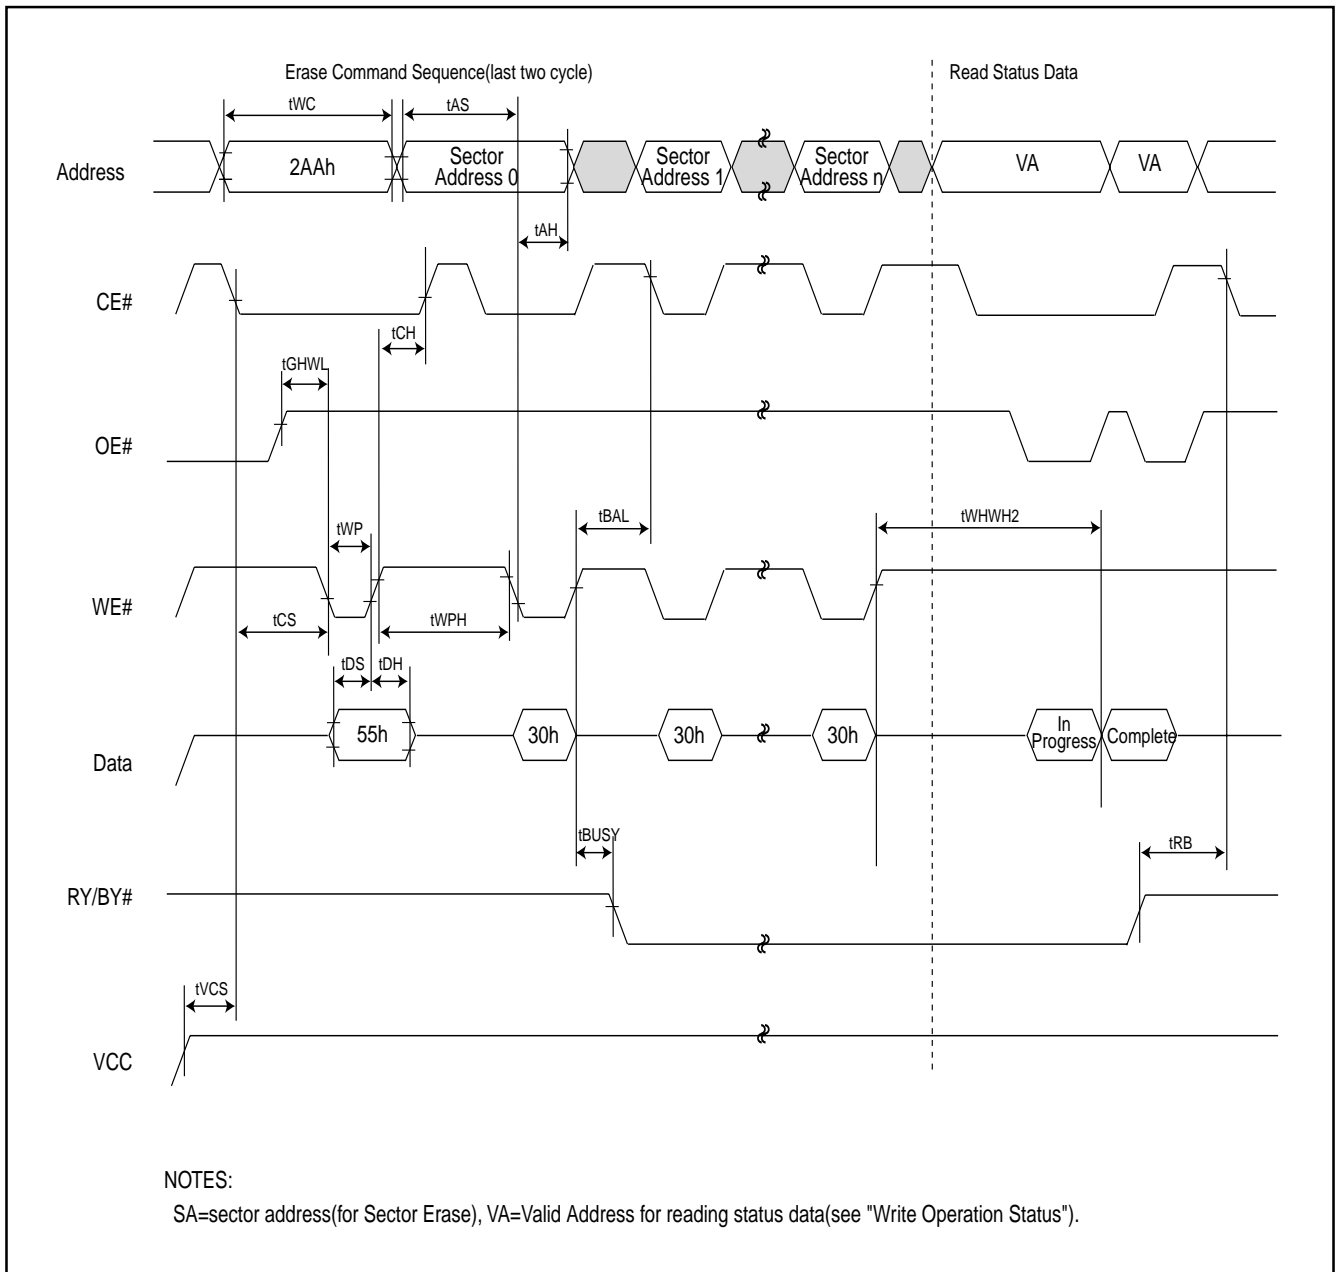 Erase Command Sequence(last two cycle)
Read Status Data
tWC
tAS
Address
2AAh
Sector
Address 0
Sector
Address 1
Sector
Address n
VA
VA
tAH
CE#
tCH
tGHWL
OE#
tWP
tBAL
tWHWH2
WE#
tCS
tWPH
tDS
tDH
55h
30h
30h
30h
In
Progress
Complete
Data
tBUSY
tRB
RY/BY#
tVCS
VCC
NOTES:
SA=sector address(for Sector Erase), VA=Valid Address for reading status data(see "Write Operation Status").